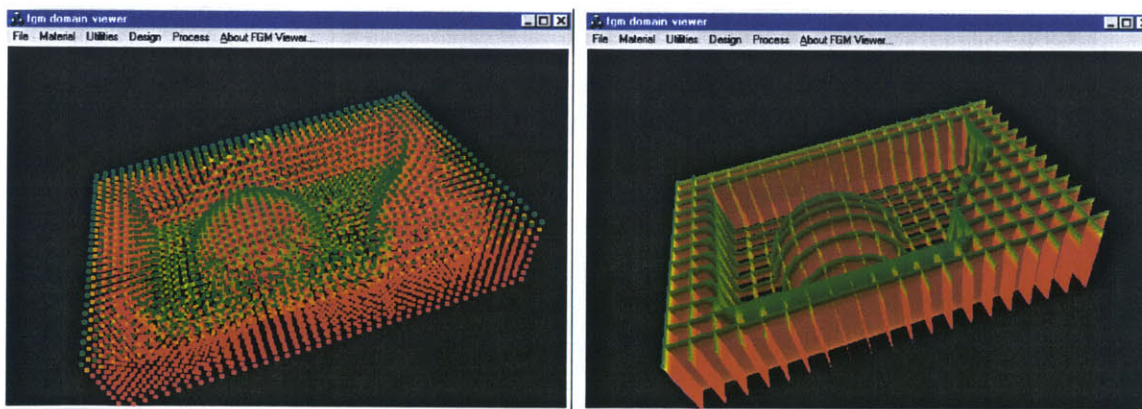 fgm domain viewer
File Material Utilities Design Process About FGM Viewer...
fgm domain viewer
File Material Utilities Design Process About FGM Viewer...